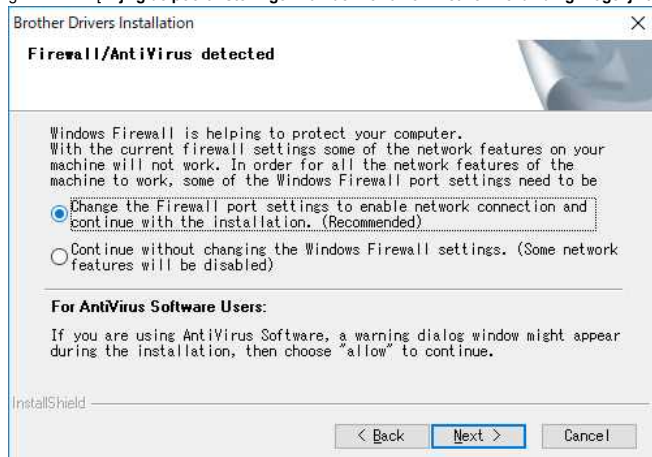 Brother Drivers Installation
Firewall/AntiVirus detected
Windows Firewall is helping to protect your computer.
With the current firewall settings some of the network features on your
machine will not work. In order for all the network features of the
machine to work, some of the Windows Firewall port settings need to be
Change the Firewall port settings to enable network connection and
continue with the installation. (Recommended)
Continue without changing the Windows Firewall settings. (Some network
features will be disabled)
For AntiVirus Software Users:
If you are using AntiVirus Software, a warning dialog window might appear
during the installation, then choose "allow" to continue.
InstallShield
< Back Next > Cancel